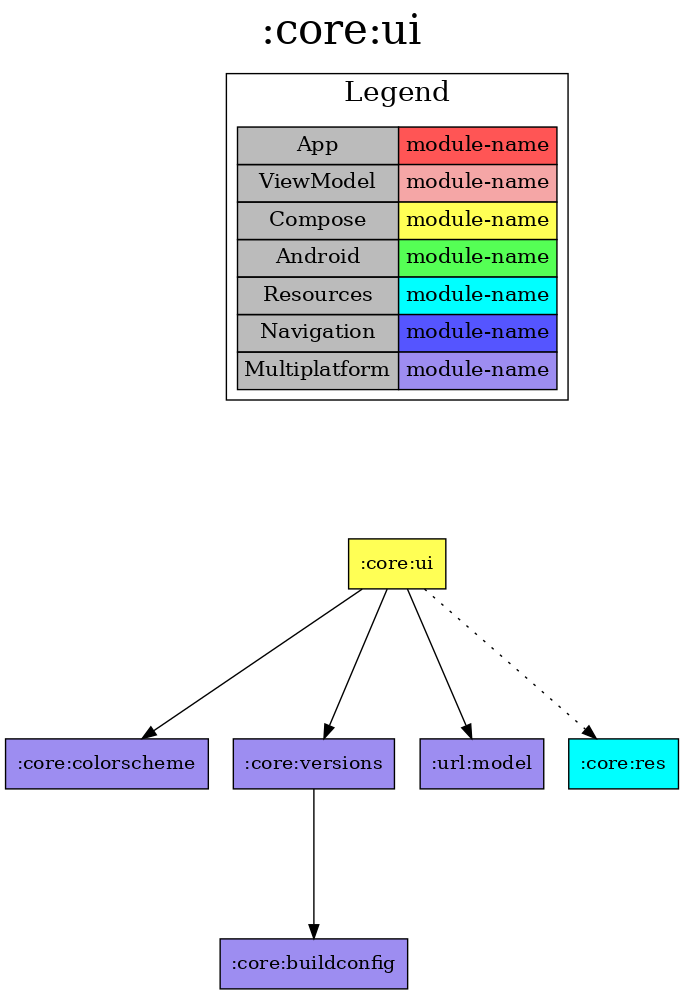 :core:ui
Legend
App module-name
ViewModel module-name
Compose module-name
Android module-name
Resources module-name
Navigation module-name
Multiplatform module-name
:core:ui
:core:colorscheme :core:versions :url:model :core:res
:core:buildconfig